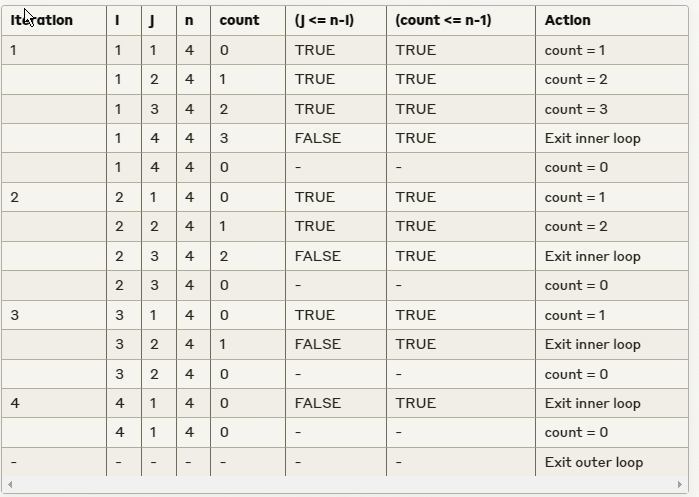 Iteration I J n count (J <= n-I) (count <= n-1) Action
1 1 1 4 0 TRUE TRUE count = 1
1 2 4 1 TRUE TRUE count = 2
1 3 4 2 TRUE TRUE count = 3
1 4 4 3 FALSE TRUE Exit inner loop
1 4 4 0 - - count = 0
2 2 1 4 0 TRUE TRUE count = 1
2 2 4 1 TRUE TRUE count = 2
2 3 4 2 FALSE TRUE Exit inner loop
2 3 4 0 - - count = 0
3 3 1 4 0 TRUE TRUE count = 1
3 2 4 1 FALSE TRUE Exit inner loop
3 2 4 0 - - count = 0
4 4 1 4 0 FALSE TRUE Exit inner loop
4 1 4 0 - - count = 0
- - - - - - - Exit outer loop